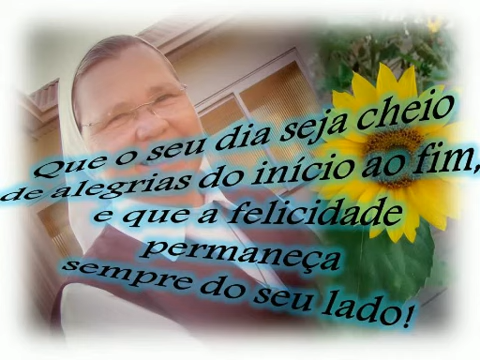 Que o seu dia seja cheio
de alegrias do início ao fim,
e que a felicidade
permaneça
sempre do seu lado!